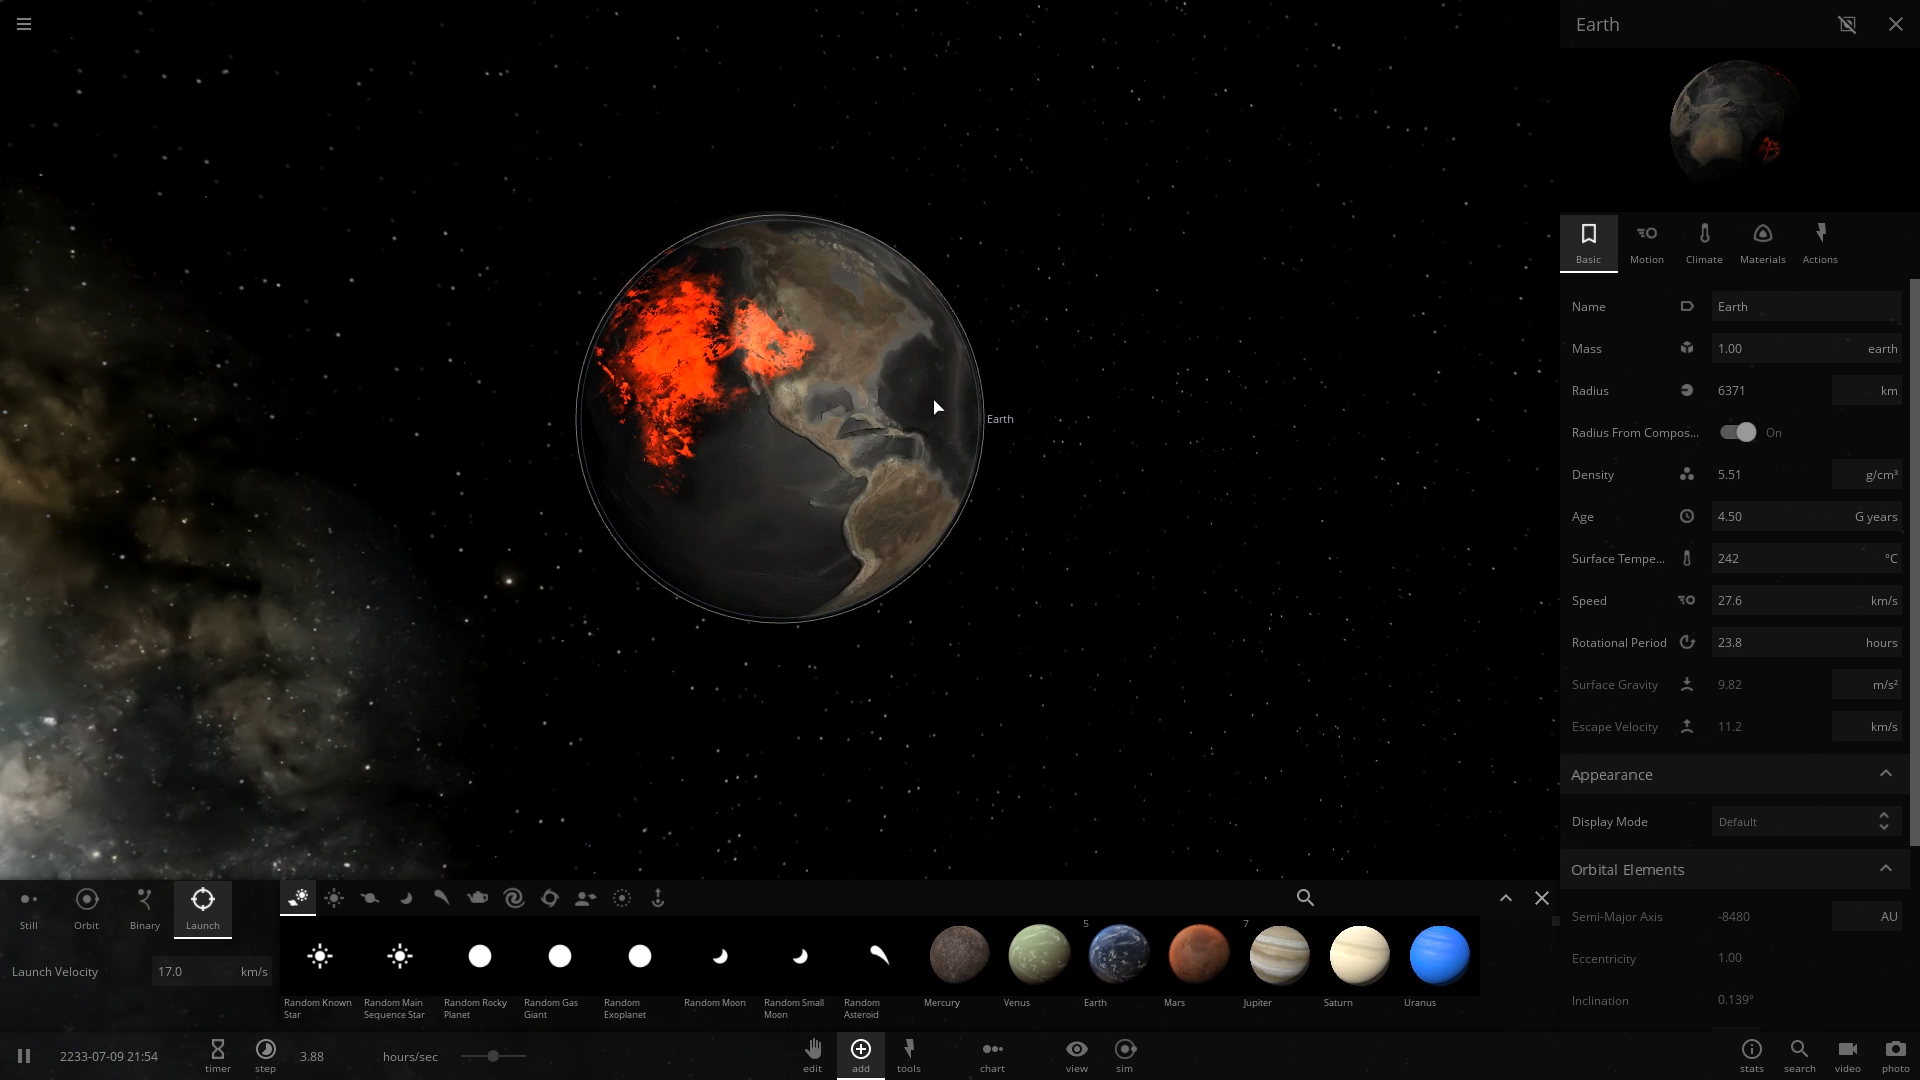 Earth
Basic
Motion
Climate
Materials
Actions
Name
Earth
Mass
1.00 earth
Radius
6371 km
Radius From Compos...
On
Density
5.51 g/cm³
Age
4.50 G years
Surface Tempe...
242 °C
Speed
27.6 km/s
Rotational Period
23.8 hours
Surface Gravity
9.82 m/s²
Escape Velocity
11.2 km/s
Appearance
Display Mode
Default
Orbital Elements
Semi-Major Axis
-8480 AU
Eccentricity
1.00
Inclination
0.139°
Earth
Still
Orbit
Binary
Launch
Launch Velocity
17.0 km/s
5
7
Random Known
Star
Random Main
Sequence Star
Random Rocky
Planet
Random Gas
Giant
Random
Exoplanet
Random Moon
Random Small
Moon
Random
Asteroid
Mercury
Venus
Earth
Mars
Jupiter
Saturn
Uranus
2233-07-09 21:54
timer
step
3.88 hours/sec
edit
add
tools
chart
view
sim
stats
search
video
photo